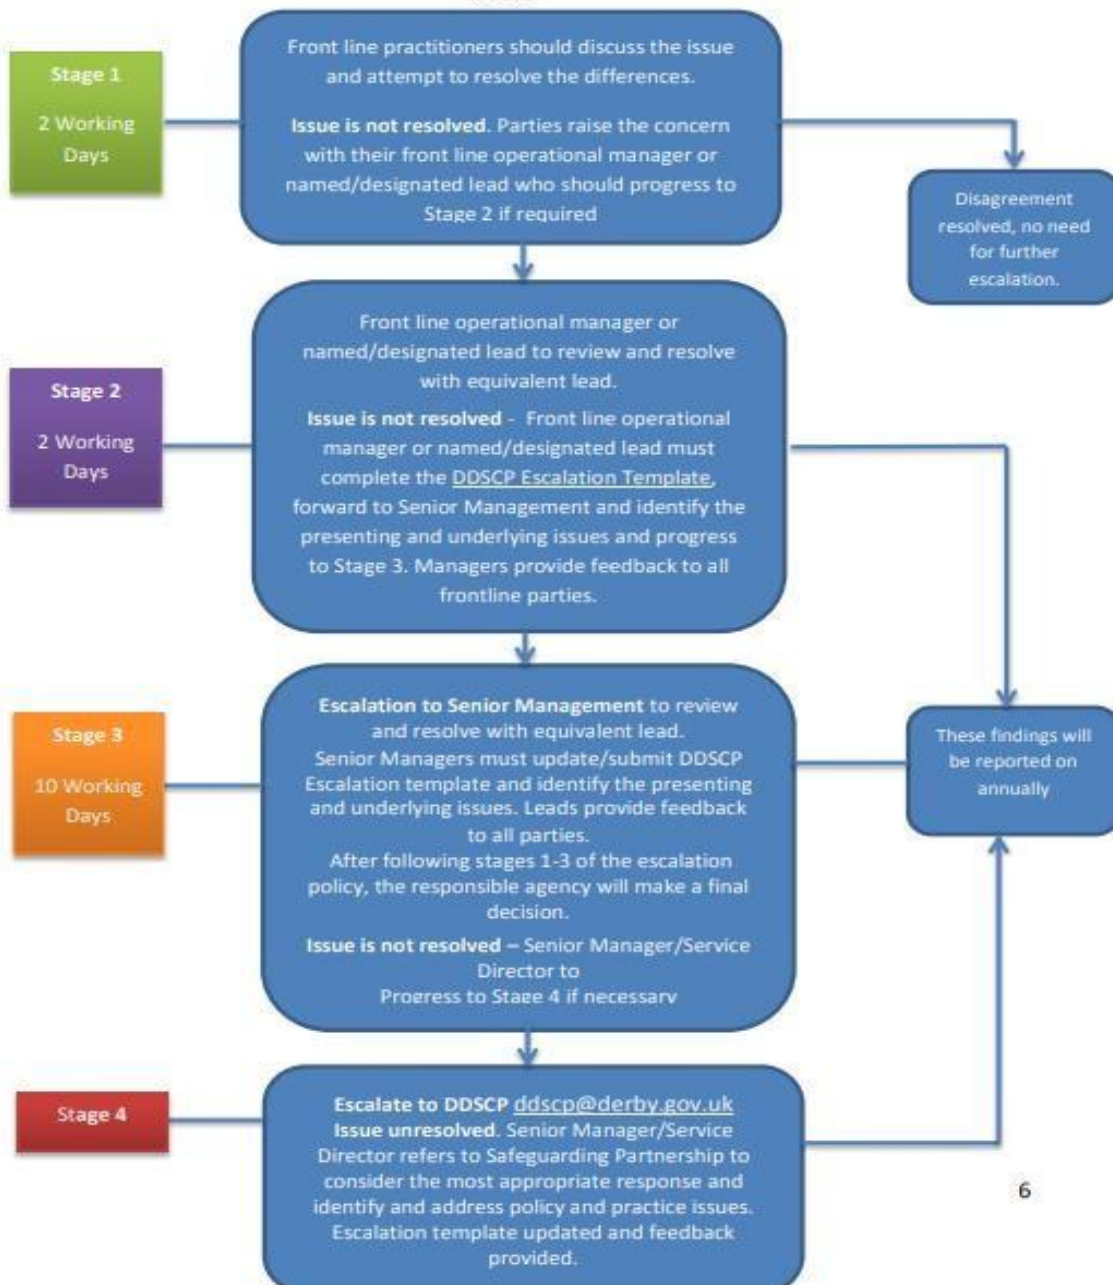 Stage 1
2 Working
Days
Front line practitioners should discuss the issue
and attempt to resolve the differences.
Issue is not resolved. Parties raise the concern
with their front line operational manager or
named/designated lead who should progress to
Stage 2 if required
Disagreement
resolved, no need
for further
escalation.
Stage 2
2 Working
Days
Front line operational manager or
named/designated lead to review and resolve
with equivalent lead.
Issue is not resolved - Front line operational
manager or named/designated lead must
complete the DDSCP Escalation Template,
forward to Senior Management and identify the
presenting and underlying issues and progress
to Stage 3. Managers provide feedback to all
frontline parties.
Stage 3
10 Working
Days
Escalation to Senior Management to review
and resolve with equivalent lead.
Senior Managers must update/submit DDSCP
Escalation template and identify the presenting
and underlying issues. Leads provide feedback
to all parties.
After following stages 1-3 of the escalation
policy, the responsible agency will make a final
decision.
Issue is not resolved – Senior Manager/Service
Director to
Progress to Stage 4 if necessary
These findings will
be reported on
annually
Stage 4
Escalate to DDSCP ddscp@derby.gov.uk
Issue unresolved. Senior Manager/Service
Director refers to Safeguarding Partnership to
consider the most appropriate response and
identify and address policy and practice issues.
Escalation template updated and feedback
provided.
6